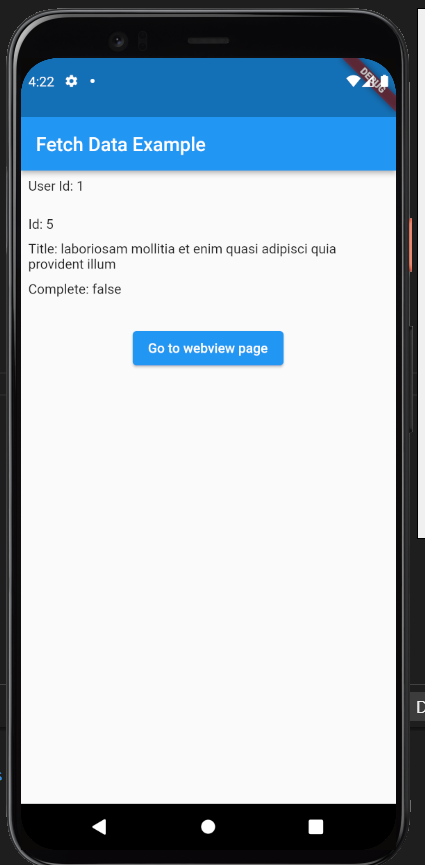 4:22
DEBUG
Fetch Data Example
User Id: 1
Id: 5
Title: laboriosam mollitia et enim quasi adipisci quia
provident illum
Complete: false
Go to webview page
D
s